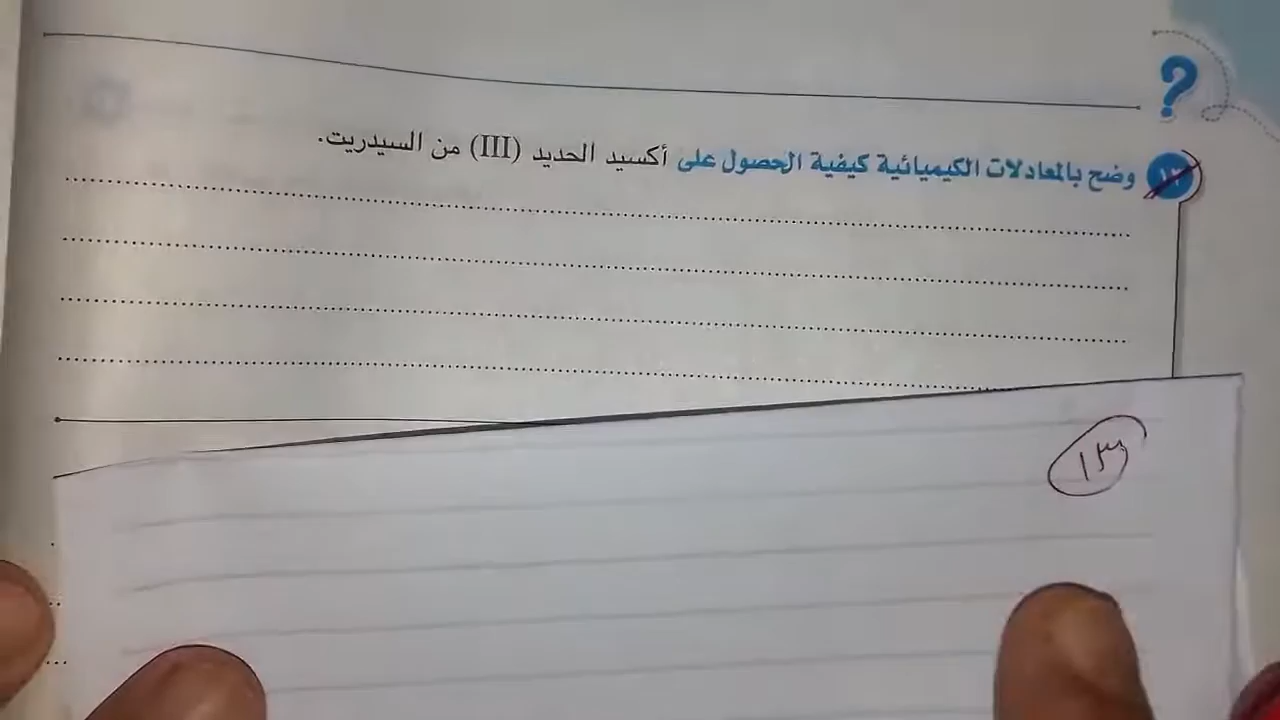 ?
وضح بالمعادلات الكيميائية كيفية الحصول على أكسيد الحديد (III) من السيدريت.
١٣